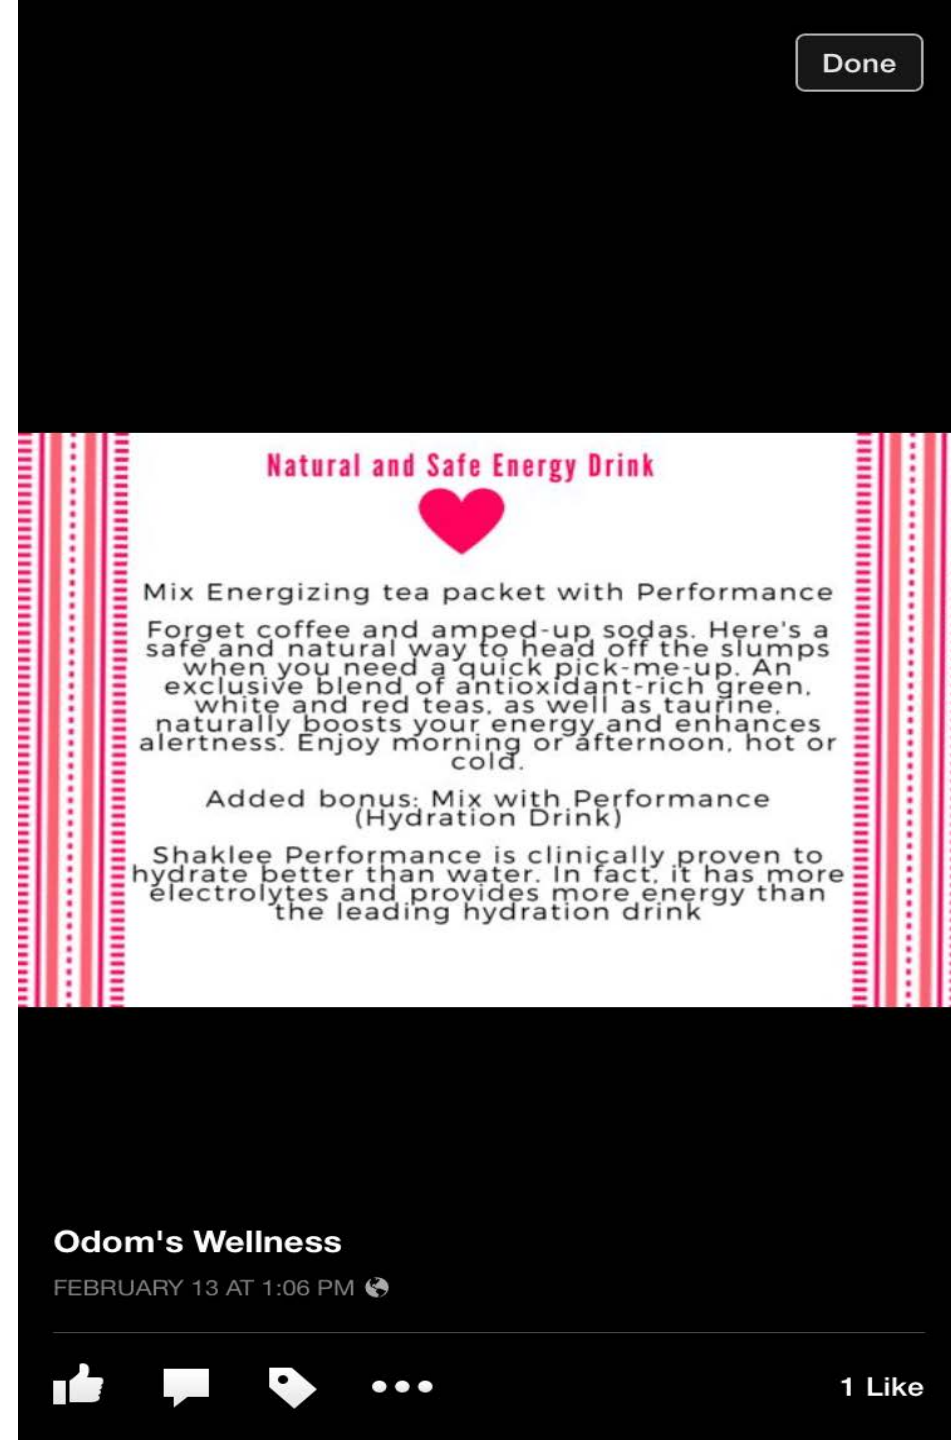 Done
Natural and Safe Energy Drink
Mix Energizing tea packet with Performance
Forget coffee and amped-up sodas. Here's a
safe and natural way to head off the slumps
when you need a quick pick-me-up. An
exclusive blend of antioxidant-rich green,
white and red teas, as well as taurine,
naturally boosts your energy and enhances
alertness. Enjoy morning or afternoon, hot or
cold.
Added bonus: Mix with Performance
(Hydration Drink)
Shaklee Performance is clinically proven to
hydrate better than water. In fact, it has more
electrolytes and provides more energy than
the leading hydration drink
Odom's Wellness
FEBRUARY 13 AT 1:06 PM
1 Like